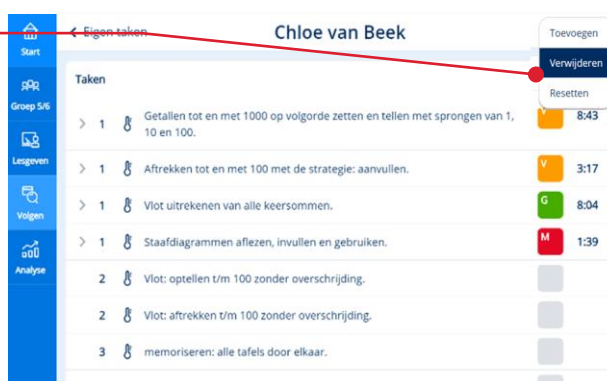 Start
Groep 5/6
Lesgeven
Volgen
Analyse
Eigen taken
Chloe van Beek
Toevoegen
Verwijderen
Resetten
Taken
1 Getallen tot en met 1000 op volgorde zetten en tellen met sprongen van 1,
10 en 100.
V 8:43
1 Aftrekken tot en met 100 met de strategie: aanvullen. V 3:17
1 Vlot uitrekenen van alle keersommen. G 8:04
1 Staafdiagrammen aflezen, invullen en gebruiken. M 1:39
2 Vlot: optellen t/m 100 zonder overschrijding.
2 Vlot: aftrekken t/m 100 zonder overschrijding.
3 memoriseren: alle tafels door elkaar.